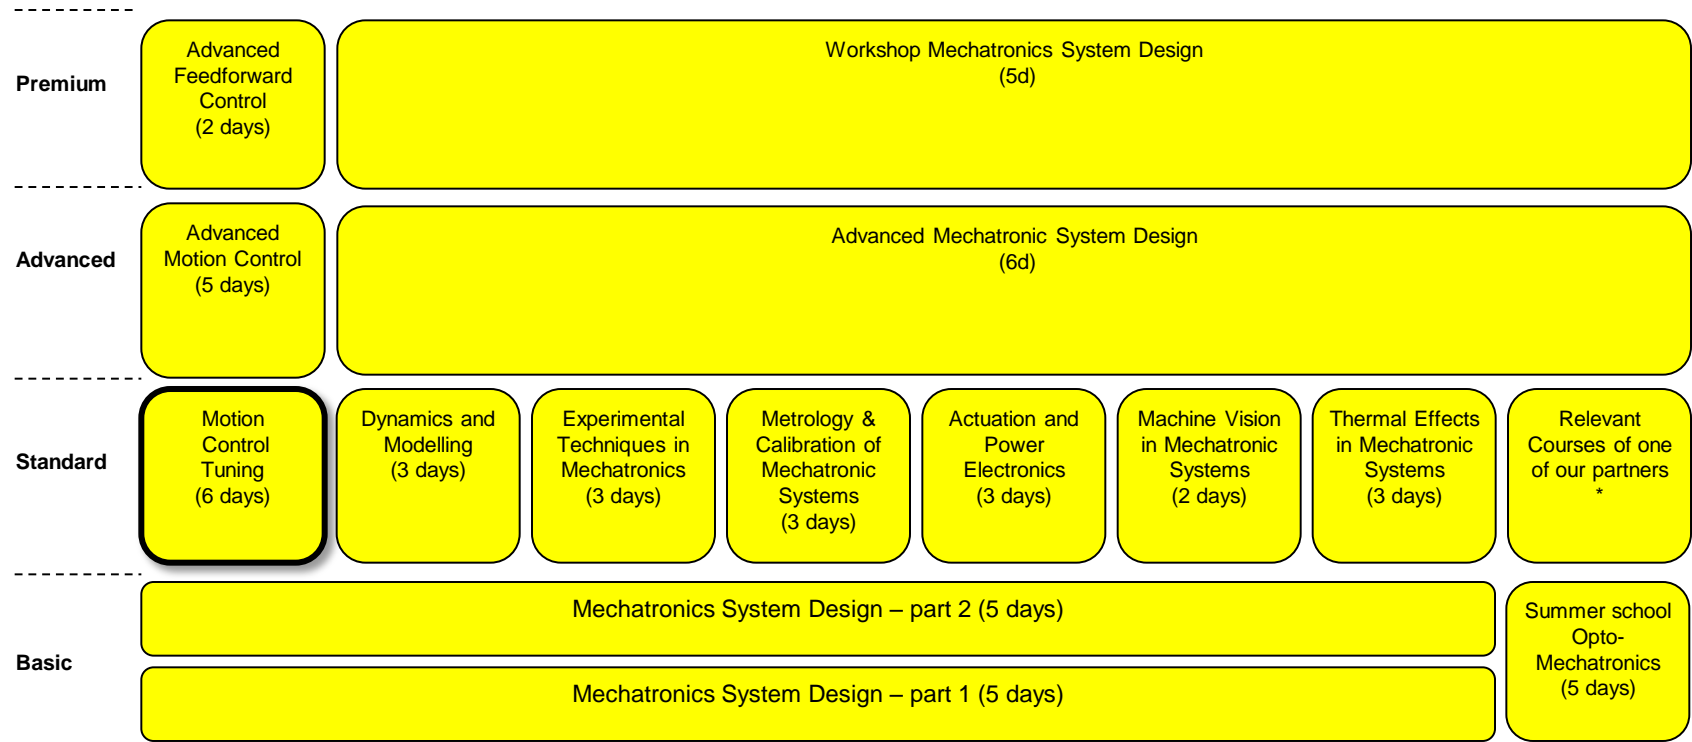 Premium
Advanced
Feedforward
Control
(2 days)
Workshop Mechatronics System Design
(5d)
Advanced
Advanced
Motion Control
(5 days)
Advanced Mechatronic System Design
(6d)
Standard
Motion
Control
Tuning
(6 days)
Dynamics and
Modelling
(3 days)
Experimental
Techniques in
Mechatronics
(3 days)
Metrology &
Calibration of
Mechatronic
Systems
(3 days)
Actuation and
Power
Electronics
(3 days)
Machine Vision
in Mechatronic
Systems
(2 days)
Thermal Effects
in Mechatronic
Systems
(3 days)
Relevant
Courses of one
of our partners
*
Basic
Mechatronics System Design – part 2 (5 days)
Mechatronics System Design – part 1 (5 days)
Summer school
Opto-
Mechatronics
(5 days)